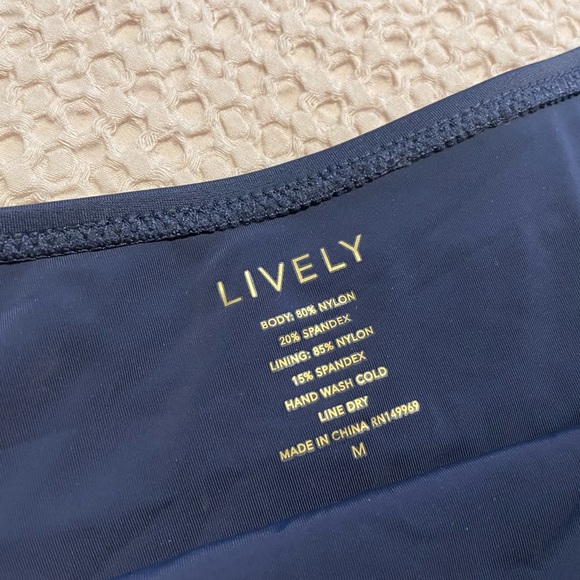 LIVELY
BODY: 80% NYLON
20% SPANDEX
LINING: 85% NYLON
15% SPANDEX
HAND WASH COLD
LINE DRY
MADE IN CHINA RN149969
M